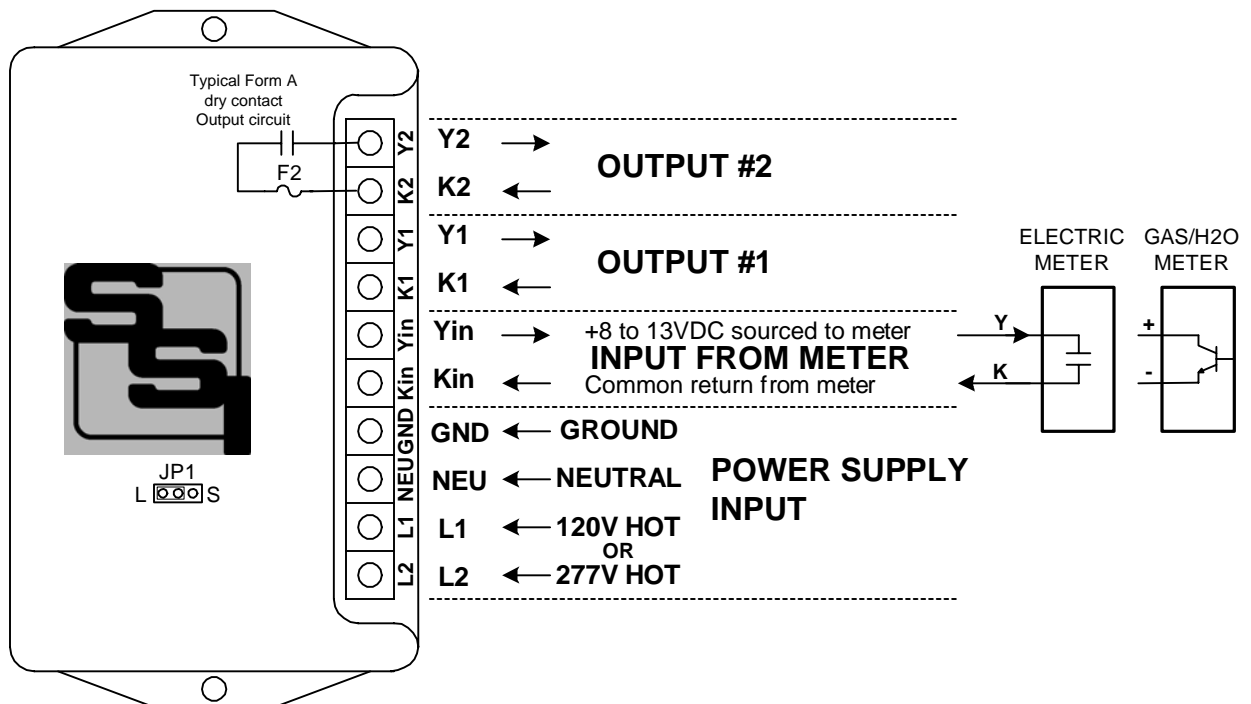 Typical Form A
dry contact
Output circuit
F2
Y2
K2
Y1
K1
Yin
Kin
GND
NEU
L1
L2
SSI
JP1
L S
Y2
K2
OUTPUT #2
Y1
K1
OUTPUT #1
Yin +8 to 13VDC sourced to meter
INPUT FROM METER
Kin Common return from meter
GND GROUND
NEU NEUTRAL
POWER SUPPLY
INPUT
L1 120V HOT
OR
L2 277V HOT
ELECTRIC
METER
Y
K
GAS/H2O
METER
+
-